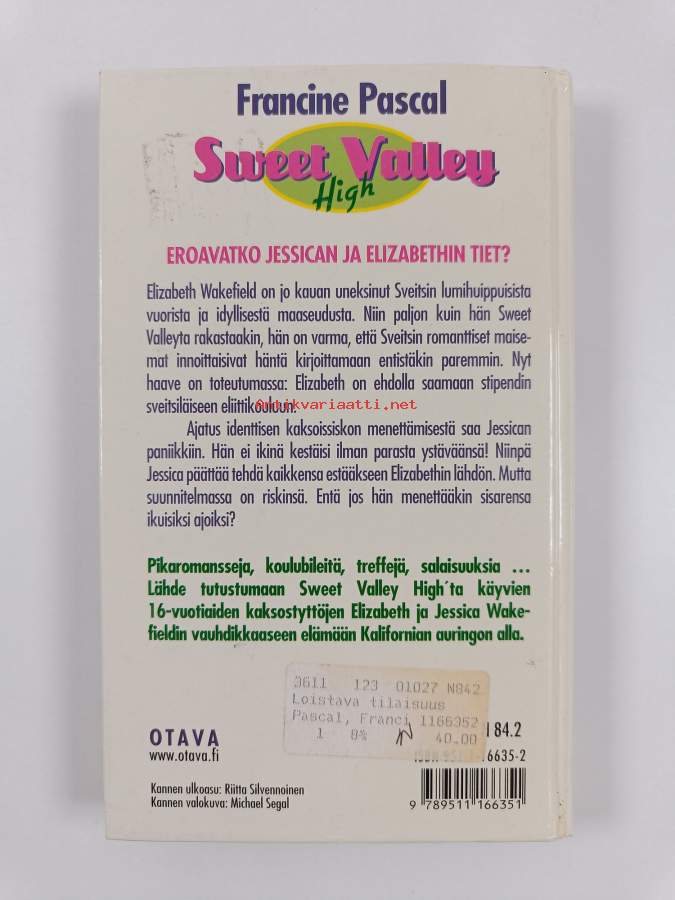 Francine Pascal
Sweet Valley
High
EROAVATKO JESSICAN JA ELIZABETHIN TIET?
Elizabeth Wakefield on jo kauan uneksinut Sveitsin lumihuippuisista
vuorista ja idyllisestä maaseudusta. Niin paljon kuin hän Sweet
Valleyta rakastaakin, hän on varma, että Sveitsin romanttiset maise-
mat innoittaisivat häntä kirjoittamaan entistäkin paremmin. Nyt
haave on toteutumassa: Elizabeth on ehdolla saamaan stipendin
sveitsiläiseen eliittikouluun.
Antikvariaatti.net
Ajatus identtisen kaksoissiskon menettämisestä saa Jessican
paniikkiin. Hän ei ikinä kestäisi ilman parasta ystäväänsä! Niinpä
Jessica päättää tehdä kaikkensa estääkseen Elizabethin lähdön. Mutta
suunnitelmassa on riskinsä. Entä jos hän menettääkin sisarensa
ikuisiksi ajoiksi?
Pikaromansseja, koulubileitä, treffejä, salaisuuksia ...
Lähde tutustumaan Sweet Valley High´ta käyvien
16-vuotiaiden kaksostyttöjen Elizabeth ja Jessica Wake-
fieldin vauhdikkaaseen elämään Kalifornian auringon alla.
3611 123 01027 N842
Loistava tilaisuus
Pascal, Franci 1166352
1 8% 40.00
84.2
OTAVA
www.otava.fi
16635-2
Kannen ulkoasu: Riitta Silvennoinen
Kannen valokuva: Michael Segal
9 789511 166351